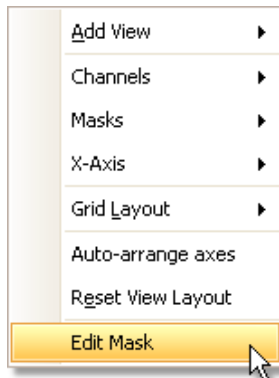 Add View
Channels
Masks
X-Axis
Grid Layout
Auto-arrange axes
Reset View Layout
Edit Mask